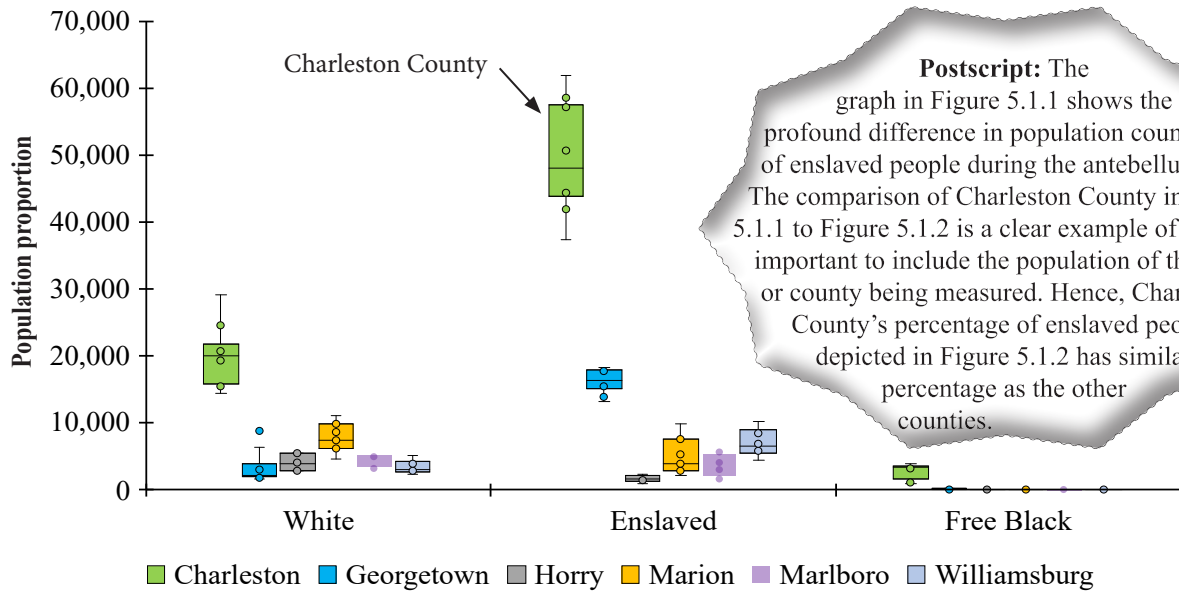 70,000
60,000
50,000
40,000
30,000
20,000
10,000
0
Population proportion
Charleston County
Postscript: The
graph in Figure 5.1.1 shows the
profound difference in population coun
of enslaved people during the antebellu
The comparison of Charleston County in
5.1.1 to Figure 5.1.2 is a clear example of
important to include the population of th
or county being measured. Hence, Char
County’s percentage of enslaved peo
depicted in Figure 5.1.2 has simila
percentage as the other
counties.
White
Enslaved
Free Black
Charleston Georgetown Horry Marion Marlboro Williamsburg